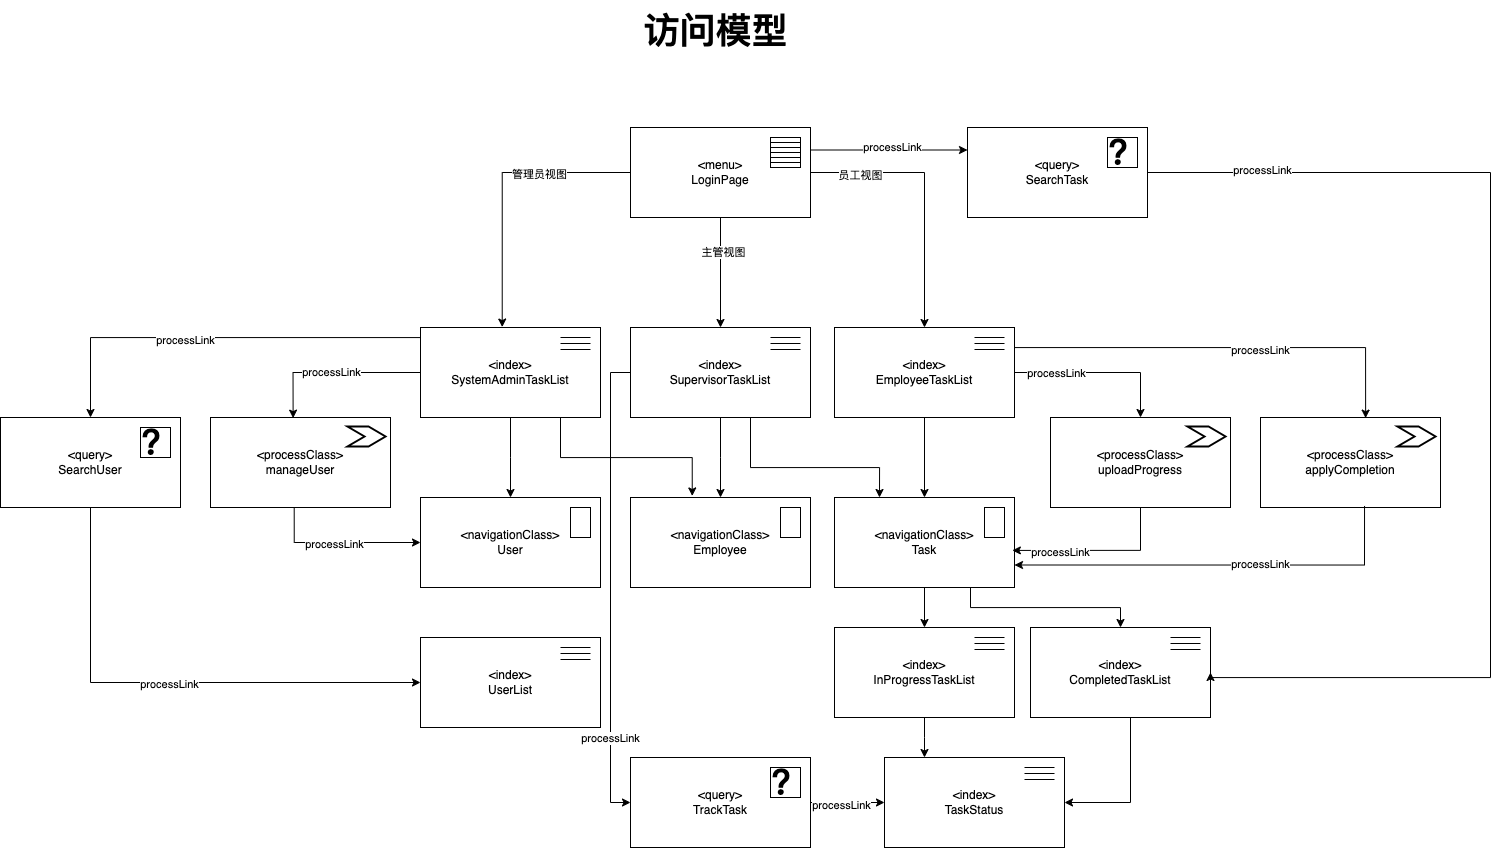 访问模型
<menu>
LoginPage
processLink
<query>
SearchTask
processLink
管理员视图
员工视图
主管视图
processLink
<index>
SystemAdminTaskList
<index>
SupervisorTaskList
<index>
EmployeeTaskList
processLink
processLink
processLink
<query>
SearchUser
<processClass>
manageUser
<processClass>
uploadProgress
<processClass>
applyCompletion
processLink
<navigationClass>
User
<navigationClass>
Employee
<navigationClass>
Task
processLink
processLink
processLink
<index>
UserList
<index>
InProgressTaskList
<index>
CompletedTaskList
processLink
<query>
TrackTask
processLink
<index>
TaskStatus